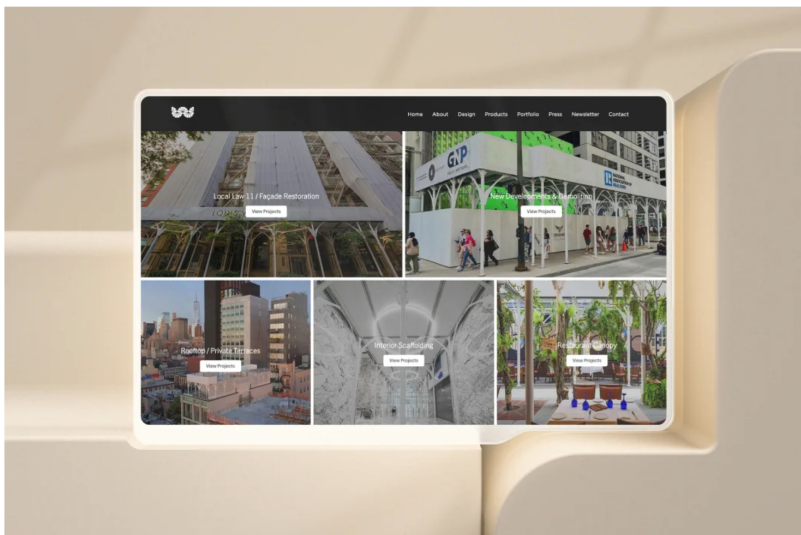 Home About Design Products Portfolio Press Newsletter Contact
Local Law 11 / Façade Restoration
View Projects
GNP
New Developments & Demolition
View Projects
Rooftop / Private Terraces
View Projects
Interior Scaffolding
View Projects
Restaurant Canopy
View Projects